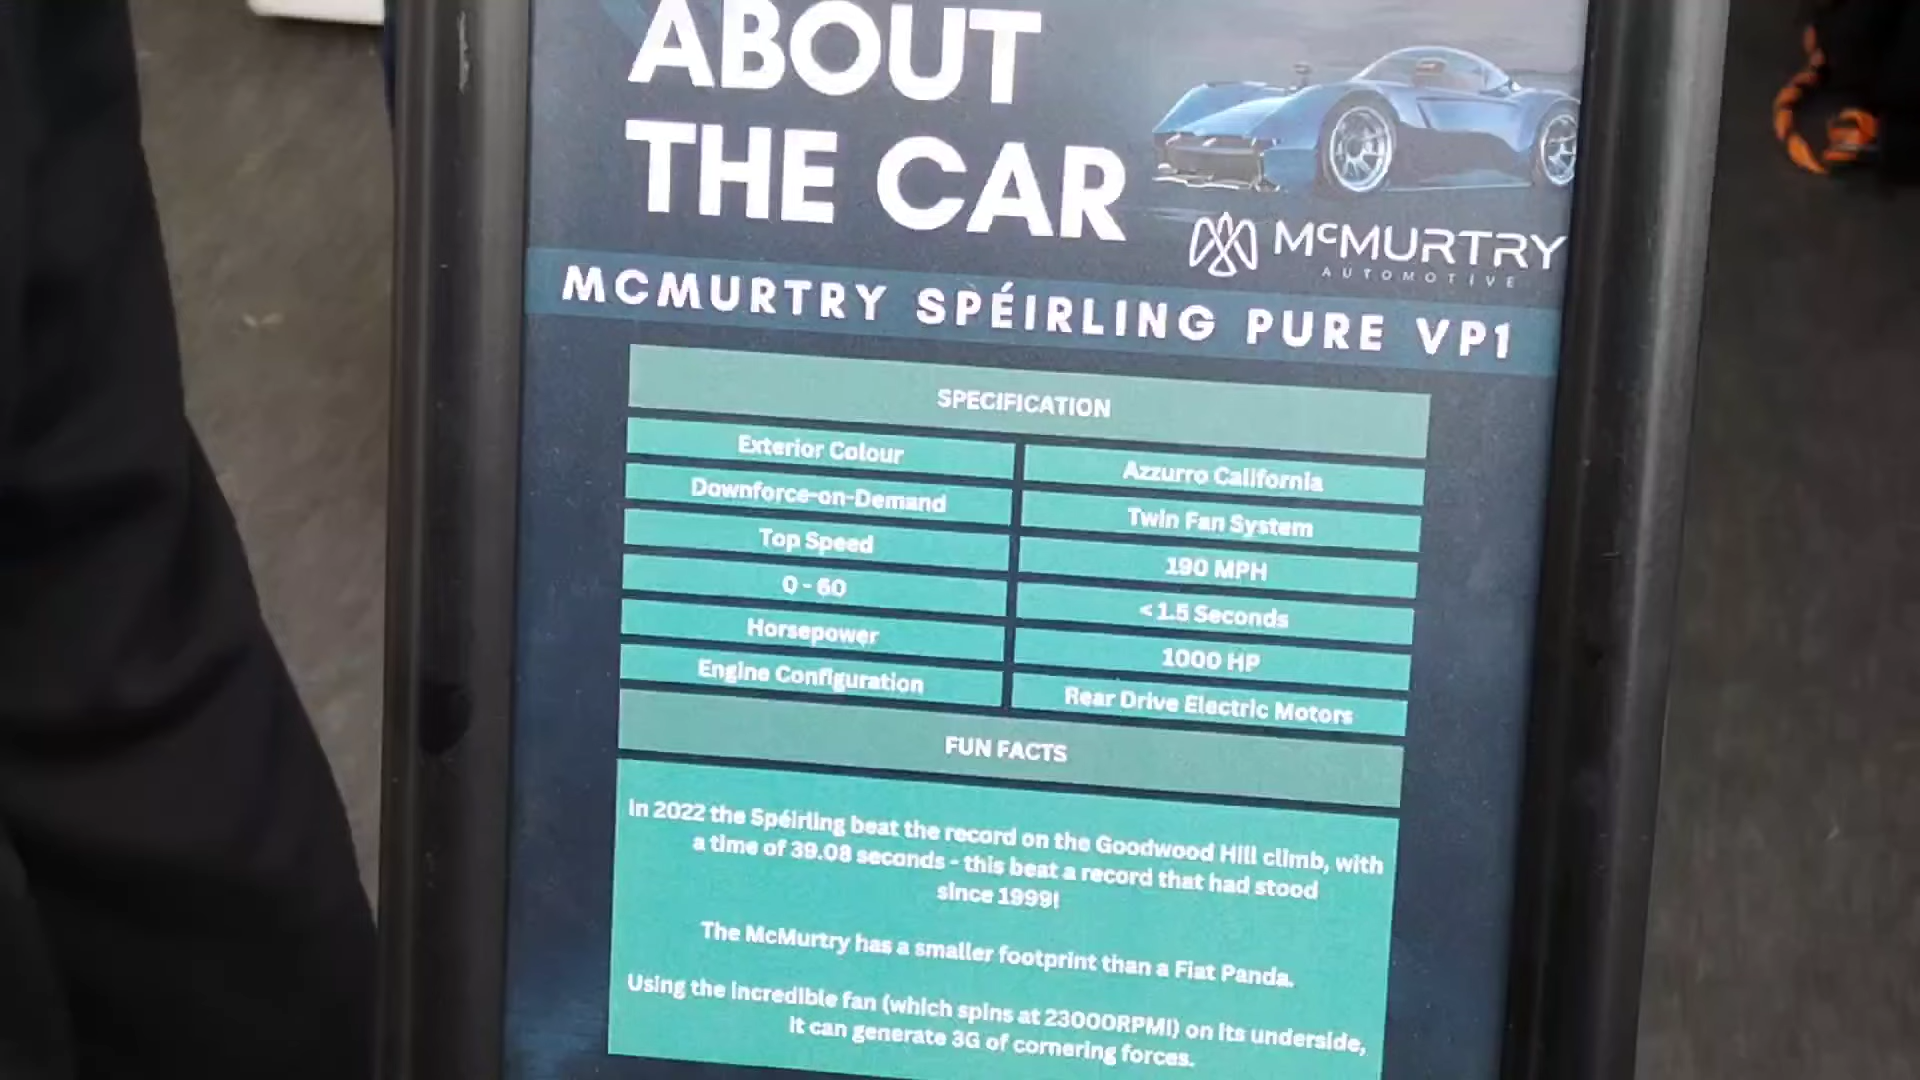 ABOUT
THE CAR
McMURTRY
AUTOMOTIVE
MCMURTRY SPÉIRLING PURE VP1
SPECIFICATION
Exterior Colour
Azzurro California
Downforce-on-Demand
Twin Fan System
Top Speed
190 MPH
0 - 60
< 1.5 Seconds
Horsepower
1000 HP
Engine Configuration
Rear Drive Electric Motors
FUN FACTS
In 2022 the Spéirling beat the record on the Goodwood Hill climb, with
a time of 39.08 seconds - this beat a record that had stood
since 1999!
The McMurtry has a smaller footprint than a Fiat Panda.
Using the incredible fan (which spins at 23000RPM!) on its underside,
it can generate 3G of cornering forces.